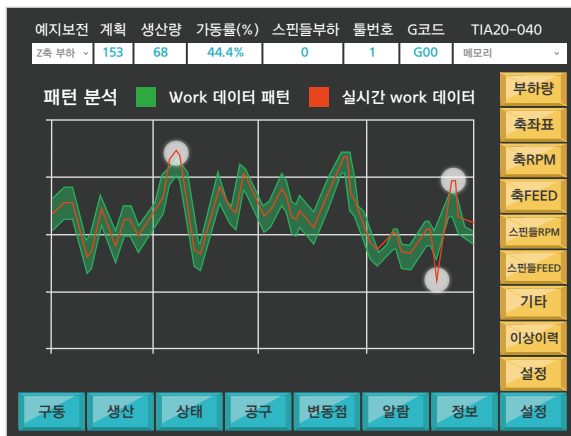 예지보전 계획 생산량 가동률(%) 스핀들부하 툴번호 G코드 TIA20-040
Z축 부하 153 68 44.4% 0 1 G00 메모리
패턴 분석 Work 데이터 패턴 실시간 work 데이터
부하량
축좌표
축RPM
축FEED
스핀들RPM
스핀들FEED
기타
이상이력
설정
구동 생산 상태 공구 변동점 알람 정보 설정